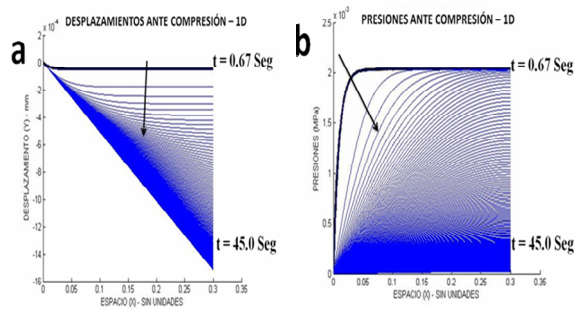 a
DESPLAZAMIENTOS ANTE COMPRESIÓN – 1D
2 x 10⁻⁴
0
-2
-4
-6
-8
-10
-12
-14
-16
DESPLAZAMIENTO (Y) - mm
0 0.05 0.1 0.15 0.2 0.25 0.3 0.35
ESPACIO (X) - SIN UNIDADES
t = 0.67 Seg
t = 45.0 Seg
b
PRESIONES ANTE COMPRESIÓN – 1D
2.5 x 10⁻³
2
1.5
1
0.5
0
PRESIONES (MPa)
0 0.05 0.1 0.15 0.2 0.25 0.3 0.35
ESPACIO (X) - SIN UNIDADES
t = 0.67 Seg
t = 45.0 Seg